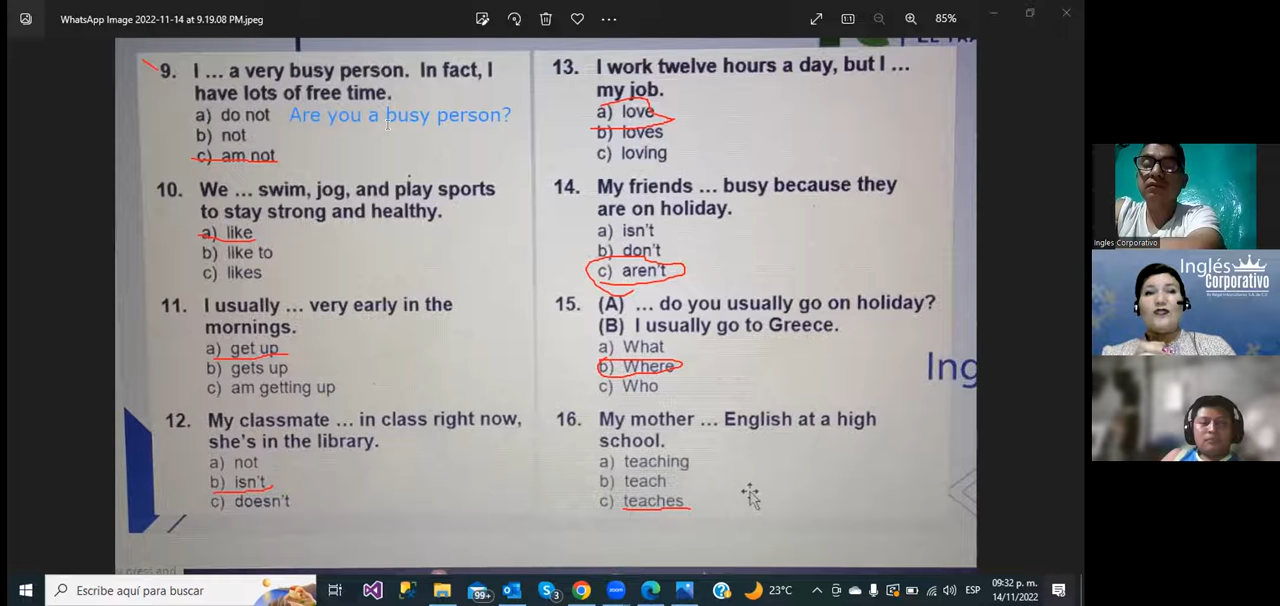 WhatsApp Image 2022-11-14 at 9.19.08 PM.jpeg
85%
9. I ... a very busy person. In fact, I
have lots of free time.
a) do not
Are you a busy person?
b) not
c) am not
10. We ... swim, jog, and play sports
to stay strong and healthy.
a) like
b) like to
c) likes
11. I usually ... very early in the
mornings.
a) get up
b) gets up
c) am getting up
12. My classmate ... in class right now,
she's in the library.
a) not
b) isn't
c) doesn't
13. I work twelve hours a day, but I ...
my job.
a) love
b) loves
c) loving
14. My friends ... busy because they
are on holiday.
a) isn't
b) don't
c) aren't
15. (A) ... do you usually go on holiday?
(B) I usually go to Greece.
a) What
b) Where
c) Who
16. My mother ... English at a high
school.
a) teaching
b) teach
c) teaches
Ing
Ingles Corporativo
Inglés
Corporativo
Escribe aquí para buscar
99+
3
23°C
ESP
09:32 p. m.
14/11/2022